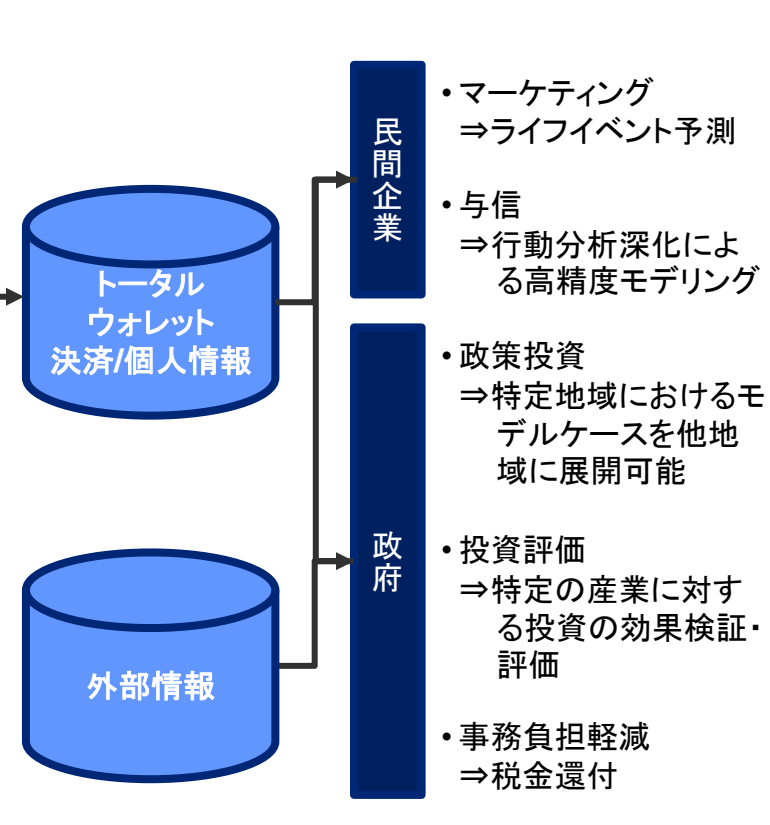 トータル
ウォレット
決済/個人情報
外部情報
民間企業
・マーケティング
⇒ライフイベント予測
・与信
⇒行動分析深化によ
る高精度モデリング
政府
・政策投資
⇒特定地域におけるモ
デルケースを他地
域に展開可能
・投資評価
⇒特定の産業に対す
る投資の効果検証・
評価
・事務負担軽減
⇒税金還付